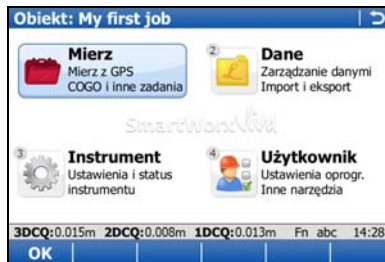 Obiekt: My first job
Mierz
Mierz z GPS
COGO i inne zadania
2
Dane
Zarządzanie danymi
Import i eksport
SmartWorx Viva
3
Instrument
Ustawienia i status
instrumentu
4
Użytkownik
Ustawienia oprogr.
Inne narzędzia
3DCQ:0.015m 2DCQ:0.008m 1DCQ:0.013m Fn abc 14:28
OK